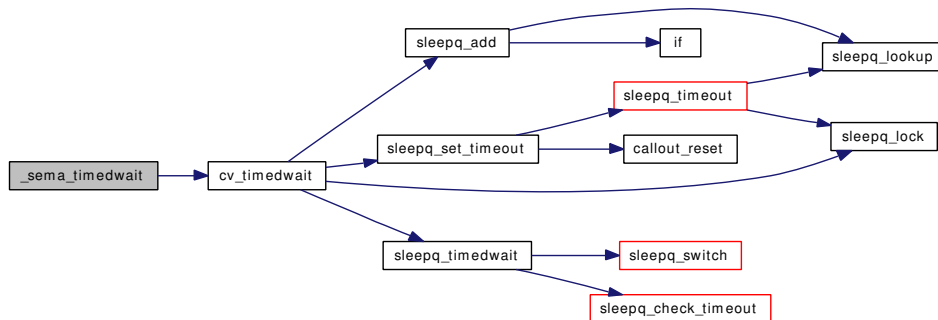 sleepq_add
if
sleepq_lookup
sleepq_timeout
sleepq_lock
sleepq_set_timeout
callout_reset
_sema_timedwait
cv_timedwait
sleepq_timedwait
sleepq_switch
sleepq_check_timeout